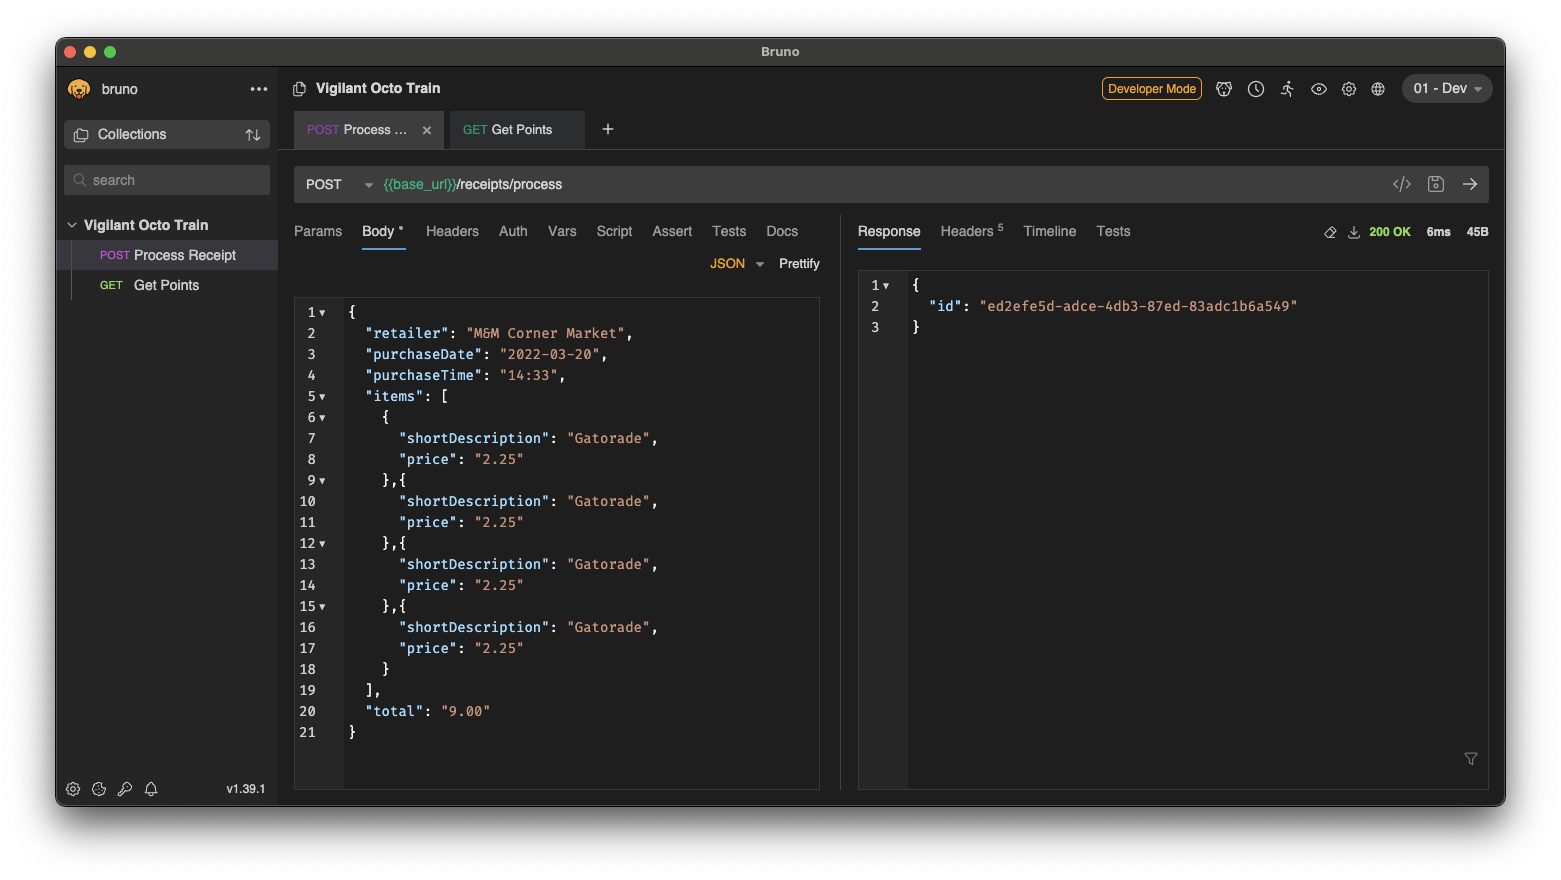 Bruno
bruno
Collections
search
Vigilant Octo Train
POST Process Receipt
GET Get Points
v1.39.1
Vigilant Octo Train
Developer Mode
01 - Dev
POST Process ...
GET Get Points
POST {{base_url}}/receipts/process
Params Body Headers Auth Vars Script Assert Tests Docs
JSON Prettify
1 {
2 "retailer": "M&M Corner Market",
3 "purchaseDate": "2022-03-20",
4 "purchaseTime": "14:33",
5 "items": [
6 {
7 "shortDescription": "Gatorade",
8 "price": "2.25"
9 },{
10 "shortDescription": "Gatorade",
11 "price": "2.25"
12 },{
13 "shortDescription": "Gatorade",
14 "price": "2.25"
15 },{
16 "shortDescription": "Gatorade",
17 "price": "2.25"
18 }
19 ],
20 "total": "9.00"
21 }
Response Headers 5 Timeline Tests
200 OK 6ms 45B
1 {
2 "id": "ed2efe5d-adce-4db3-87ed-83adc1b6a549"
3 }